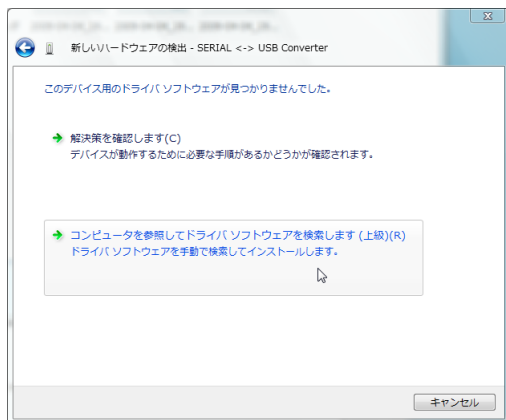 新しいハードウェアの検出 - SERIAL <-> USB Converter
このデバイス用のドライバ ソフトウェアが見つかりませんでした。
解決策を確認します(C)
デバイスが動作するために必要な手順があるかどうかが確認されます。
コンピュータを参照してドライバ ソフトウェアを検索します (上級)(R)
ドライバ ソフトウェアを手動で検索してインストールします。
キャンセル